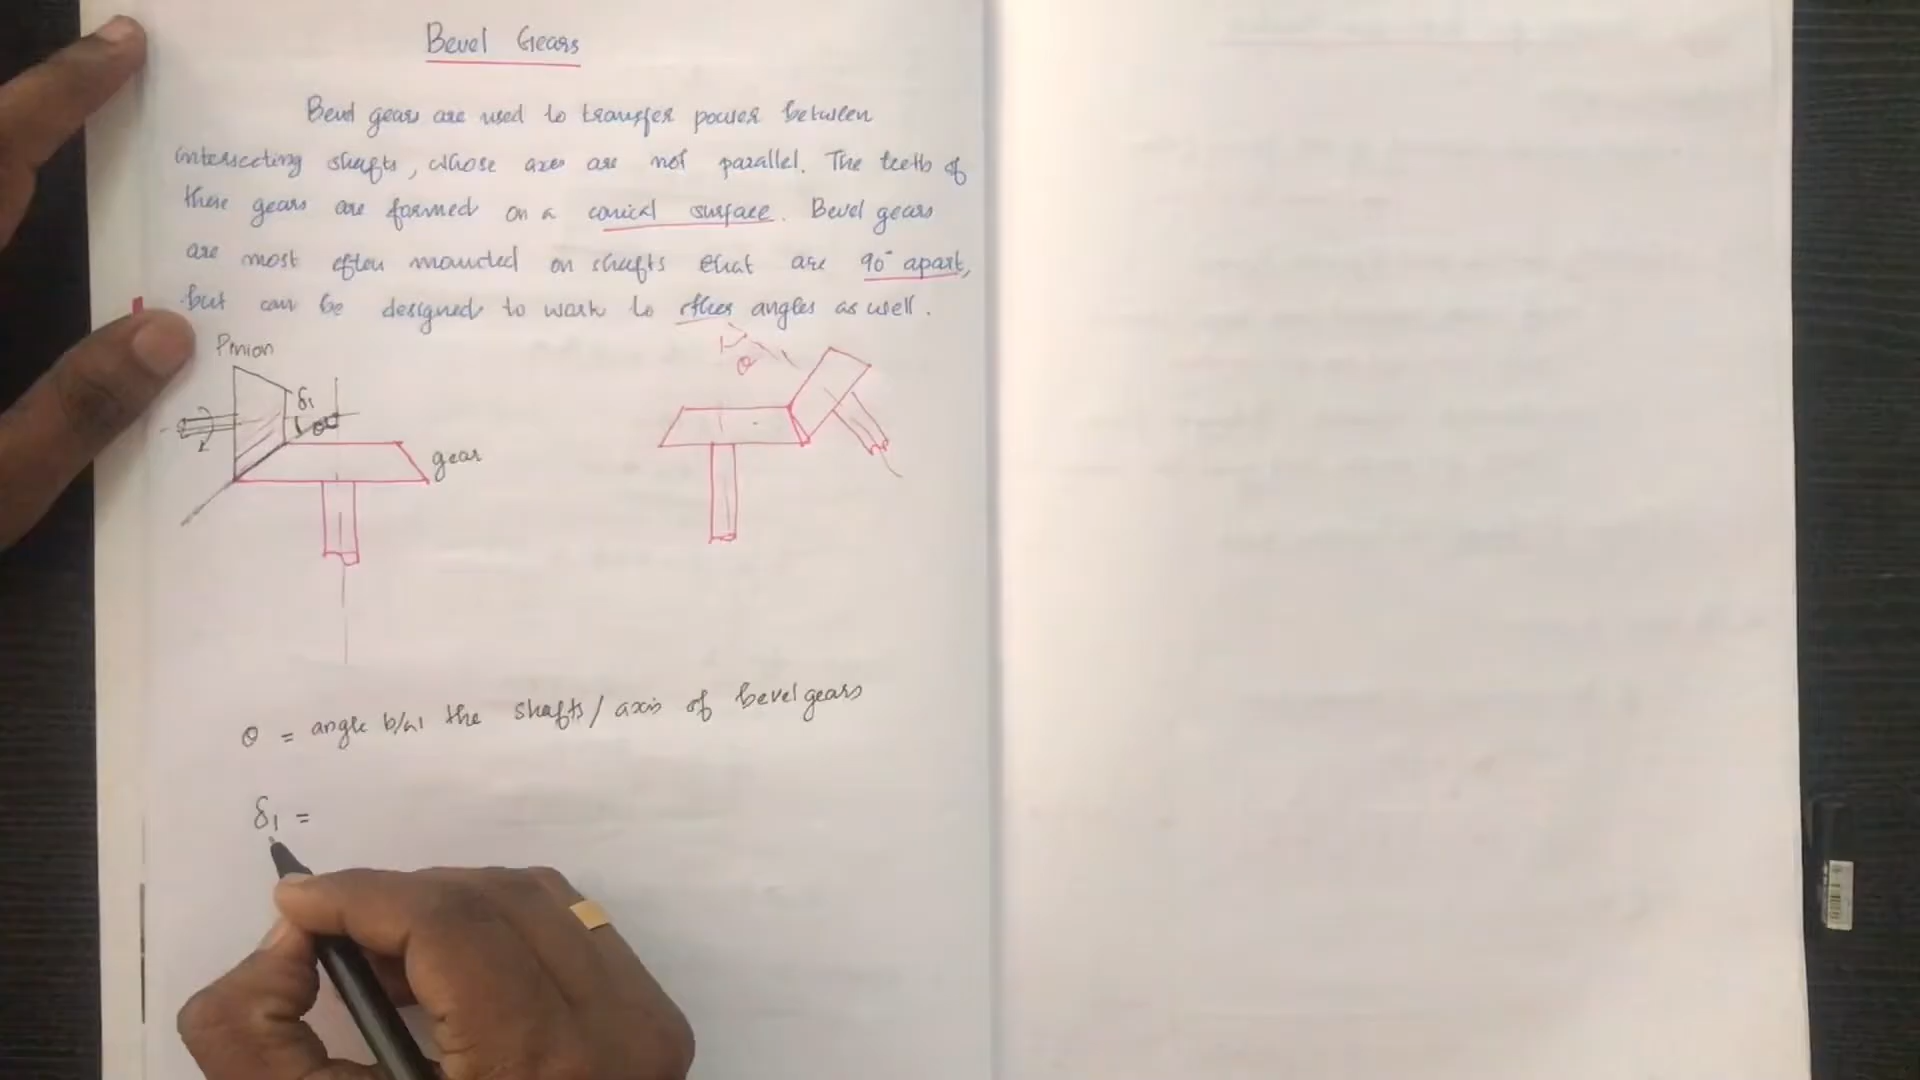 Bevel Gears
Bevel gears are used to transfer power between
intersecting shafts, whose axes are not parallel. The teeth of
these gears are formed on a conical surface. Bevel gears
are most often mounted on shafts that are 90° apart,
but can be designed to work to other angles as well.
Pinion
δ1
θ
gear
θ
θ = angle b/w the shafts/axis of bevel gears
δ1 =